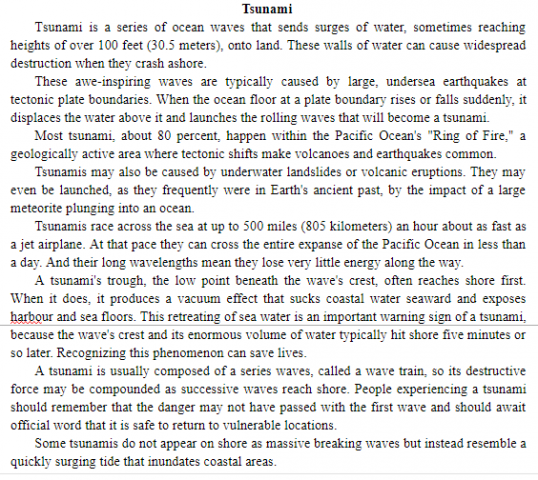 Tsunami
Tsunami is a series of ocean waves that sends surges of water, sometimes reaching
heights of over 100 feet (30.5 meters), onto land. These walls of water can cause widespread
destruction when they crash ashore.
These awe-inspiring waves are typically caused by large, undersea earthquakes at
tectonic plate boundaries. When the ocean floor at a plate boundary rises or falls suddenly, it
displaces the water above it and launches the rolling waves that will become a tsunami.
Most tsunami, about 80 percent, happen within the Pacific Ocean's "Ring of Fire," a
geologically active area where tectonic shifts make volcanoes and earthquakes common.
Tsunamis may also be caused by underwater landslides or volcanic eruptions. They may
even be launched, as they frequently were in Earth's ancient past, by the impact of a large
meteorite plunging into an ocean.
Tsunamis race across the sea at up to 500 miles (805 kilometers) an hour about as fast as
a jet airplane. At that pace they can cross the entire expanse of the Pacific Ocean in less than
a day. And their long wavelengths mean they lose very little energy along the way.
A tsunami's trough, the low point beneath the wave's crest, often reaches shore first.
When it does, it produces a vacuum effect that sucks coastal water seaward and exposes
harbour and sea floors. This retreating of sea water is an important warning sign of a tsunami,
because the wave's crest and its enormous volume of water typically hit shore five minutes or
so later. Recognizing this phenomenon can save lives.
A tsunami is usually composed of a series waves, called a wave train, so its destructive
force may be compounded as successive waves reach shore. People experiencing a tsunami
should remember that the danger may not have passed with the first wave and should await
official word that it is safe to return to vulnerable locations.
Some tsunamis do not appear on shore as massive breaking waves but instead resemble a
quickly surging tide that inundates coastal areas.